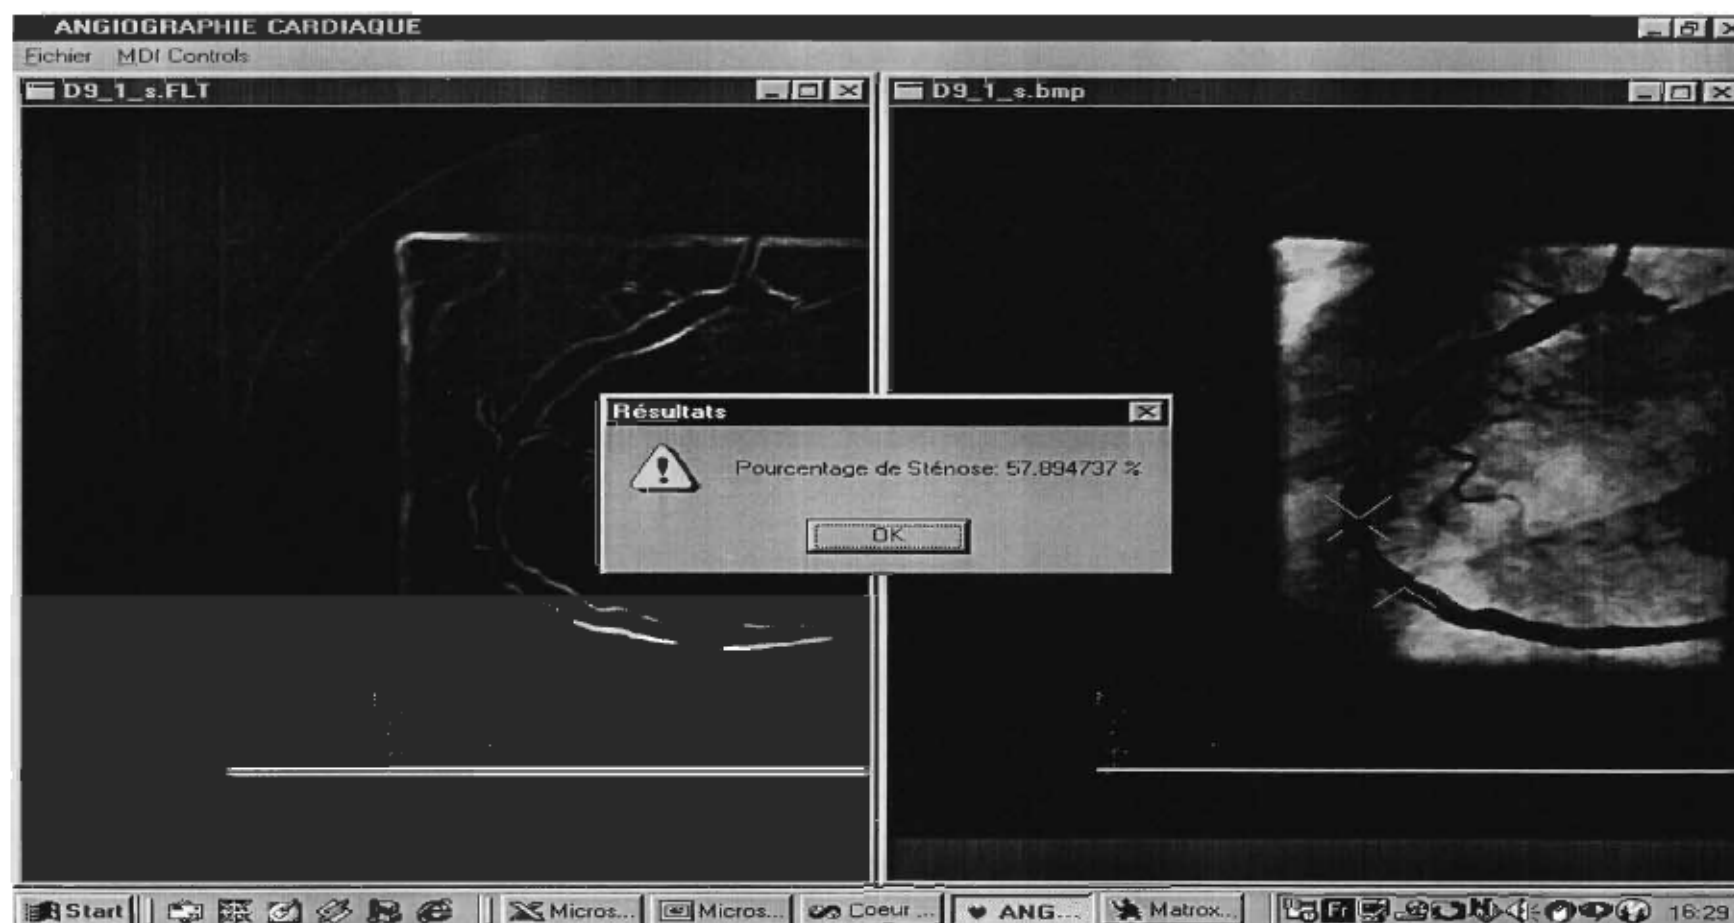 ANGIOGRAPHIE CARDIAQUE
Fichier MDI Controls
D9_1_s.FLT
D9_1_s.bmp
Résultats
Pourcentage de Sténose: 57.894737 %
OK
Start
Micros...
Micros...
Coeur ...
ANG...
Matrox...
Fr
16:29